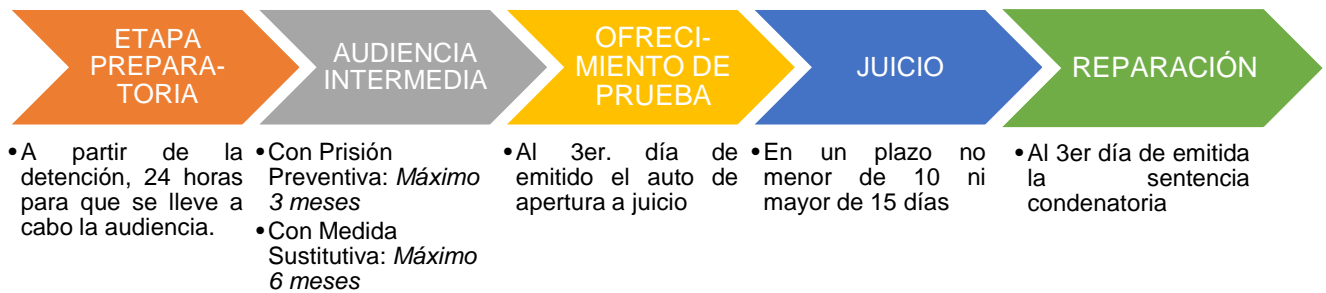 ETAPA
PREPARA-
TORIA
AUDIENCIA
INTERMEDIA
OFRECI-
MIENTO DE
PRUEBA
JUICIO
REPARACIÓN
•A partir de la
detención, 24 horas
para que se lleve a
cabo la audiencia.
•Con Prisión
Preventiva: Máximo
3 meses
•Con Medida
Sustitutiva: Máximo
6 meses
•Al 3er. día de
emitido el auto de
apertura a juicio
•En un plazo no
menor de 10 ni
mayor de 15 días
•Al 3er día de emitida
la sentencia
condenatoria